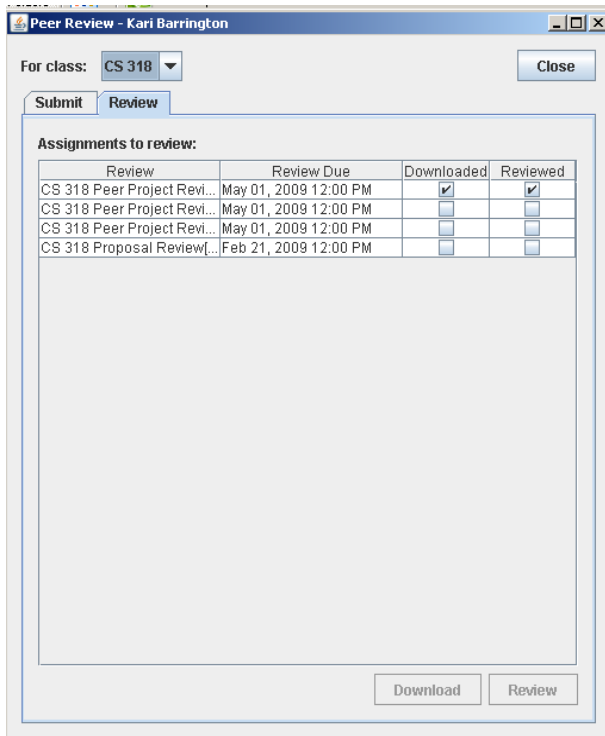 Peer Review - Kari Barrington
For class: CS 318 Close
Submit Review
Assignments to review:
Review Review Due Downloaded Reviewed
CS 318 Peer Project Revi... May 01, 2009 12:00 PM
CS 318 Peer Project Revi... May 01, 2009 12:00 PM
CS 318 Peer Project Revi... May 01, 2009 12:00 PM
CS 318 Proposal Review[... Feb 21, 2009 12:00 PM
Download Review